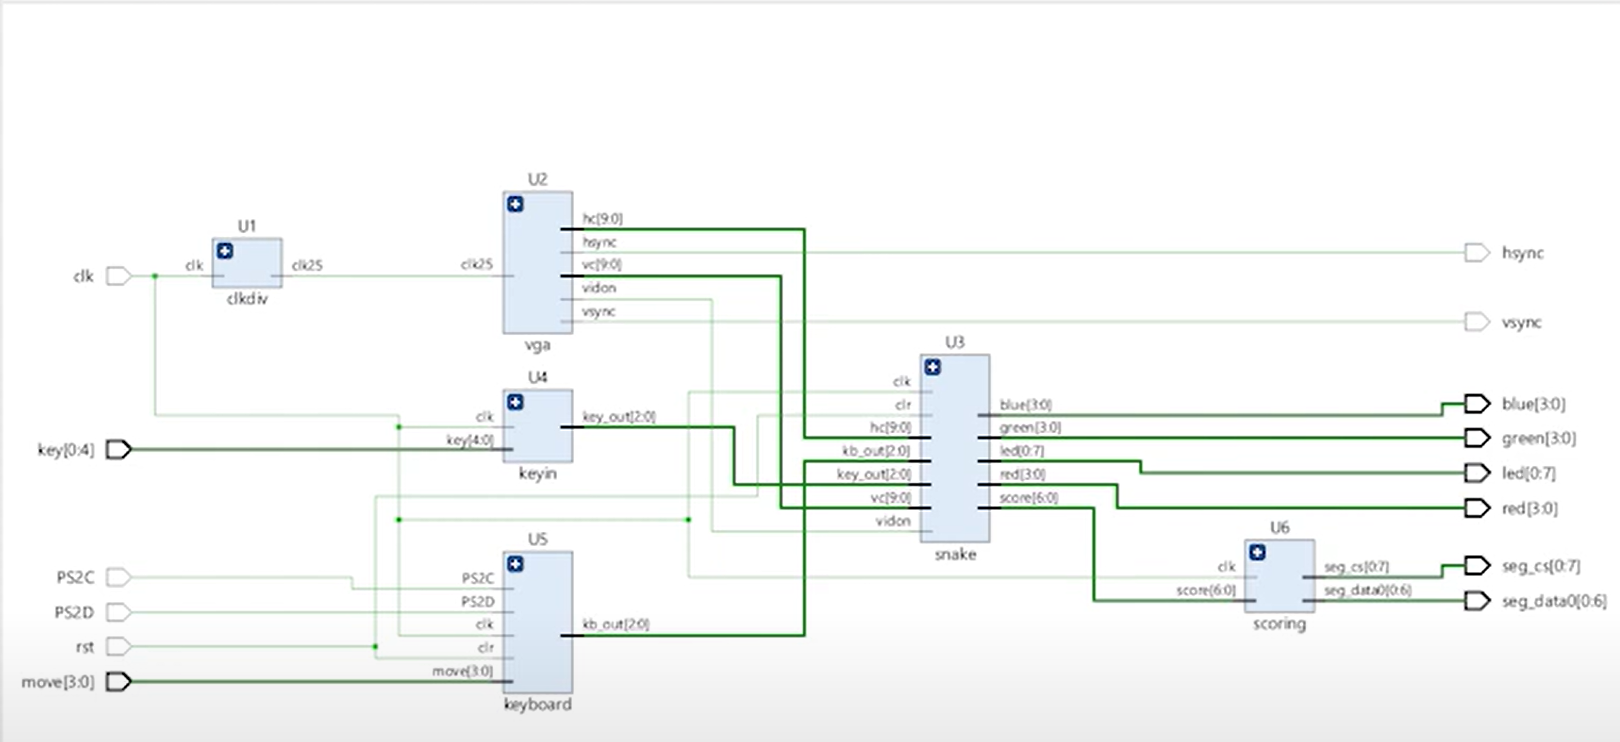 U2
hc[9:0]
U1
hsync
hsync
clk
clk
clk25
clk25
vc[9:0]
clkdiv
vidon
vsync
vsync
vga
U3
U4
clk
clr
blue[3:0]
blue[3:0]
clk
key_out[2:0]
hc[9:0]
green[3:0]
green[3:0]
key[0:4]
key[4:0]
kb_out[2:0]
led[0:7]
keyin
key_out[2:0]
red[3:0]
led[0:7]
vc[9:0]
score[6:0]
red[3:0]
vidon
U5
snake
U6
PS2C
PS2C
clk
seg_cs[0:7]
seg_cs[0:7]
PS2D
PS2D
score[6:0]
seg_data0[0:6]
seg_data0[0:6]
clk
kb_out[2:0]
scoring
rst
clr
move[3:0]
move[3:0]
keyboard